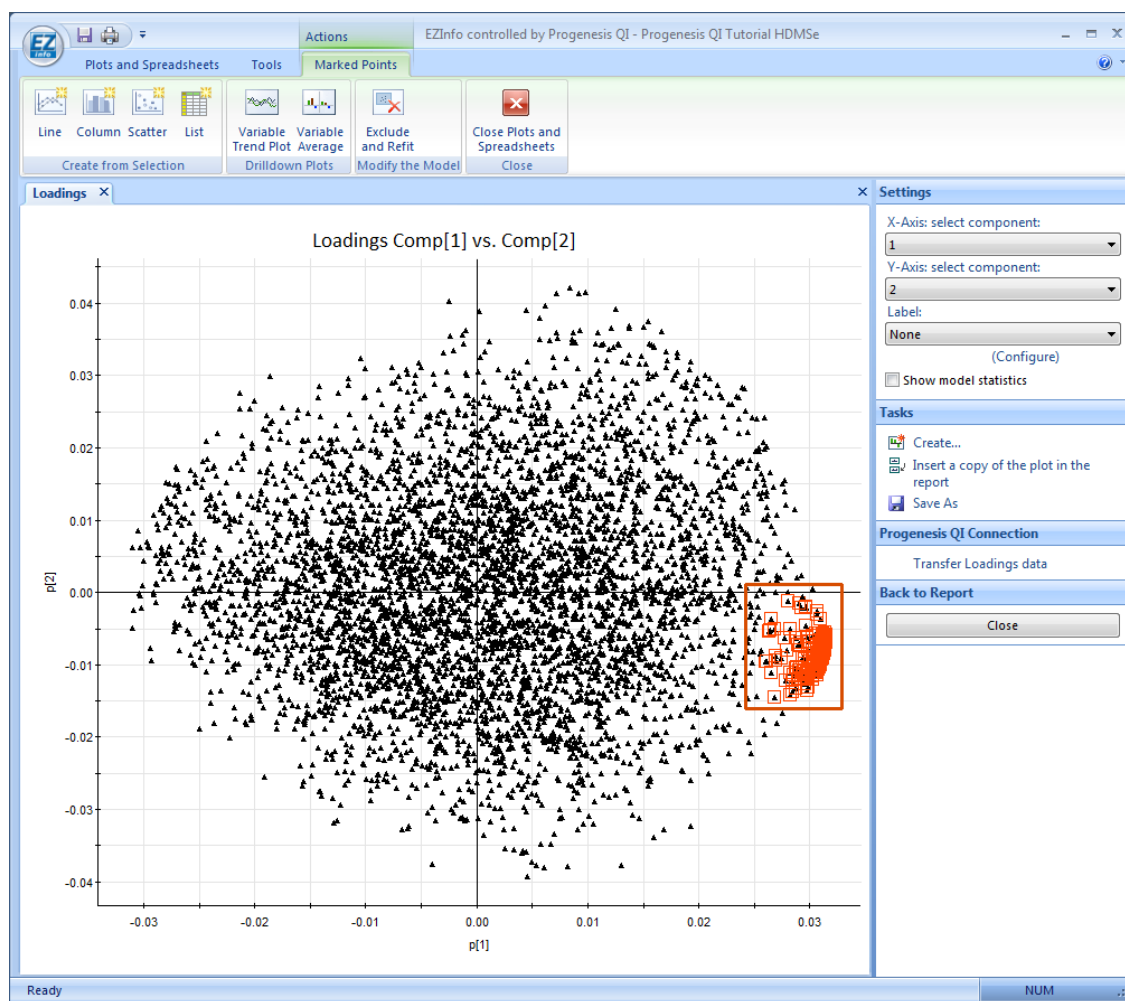 EZ
info
Actions
EZInfo controlled by Progenesis QI - Progenesis QI Tutorial HDMSe
Plots and Spreadsheets
Tools
Marked Points
Line
Column
Scatter
List
Variable
Trend Plot
Variable
Average
Exclude
and Refit
Close Plots and
Spreadsheets
Create from Selection
Drilldown Plots
Modify the Model
Close
Loadings
Loadings Comp[1] vs. Comp[2]
0.04
0.03
0.02
0.01
0.00
-0.01
-0.02
-0.03
-0.04
p[2]
-0.03
-0.02
-0.01
0.00
0.01
0.02
0.03
p[1]
Settings
X-Axis: select component:
1
Y-Axis: select component:
2
Label:
None
(Configure)
Show model statistics
Tasks
Create...
Insert a copy of the plot in the
report
Save As
Progenesis QI Connection
Transfer Loadings data
Back to Report
Close
Ready
NUM